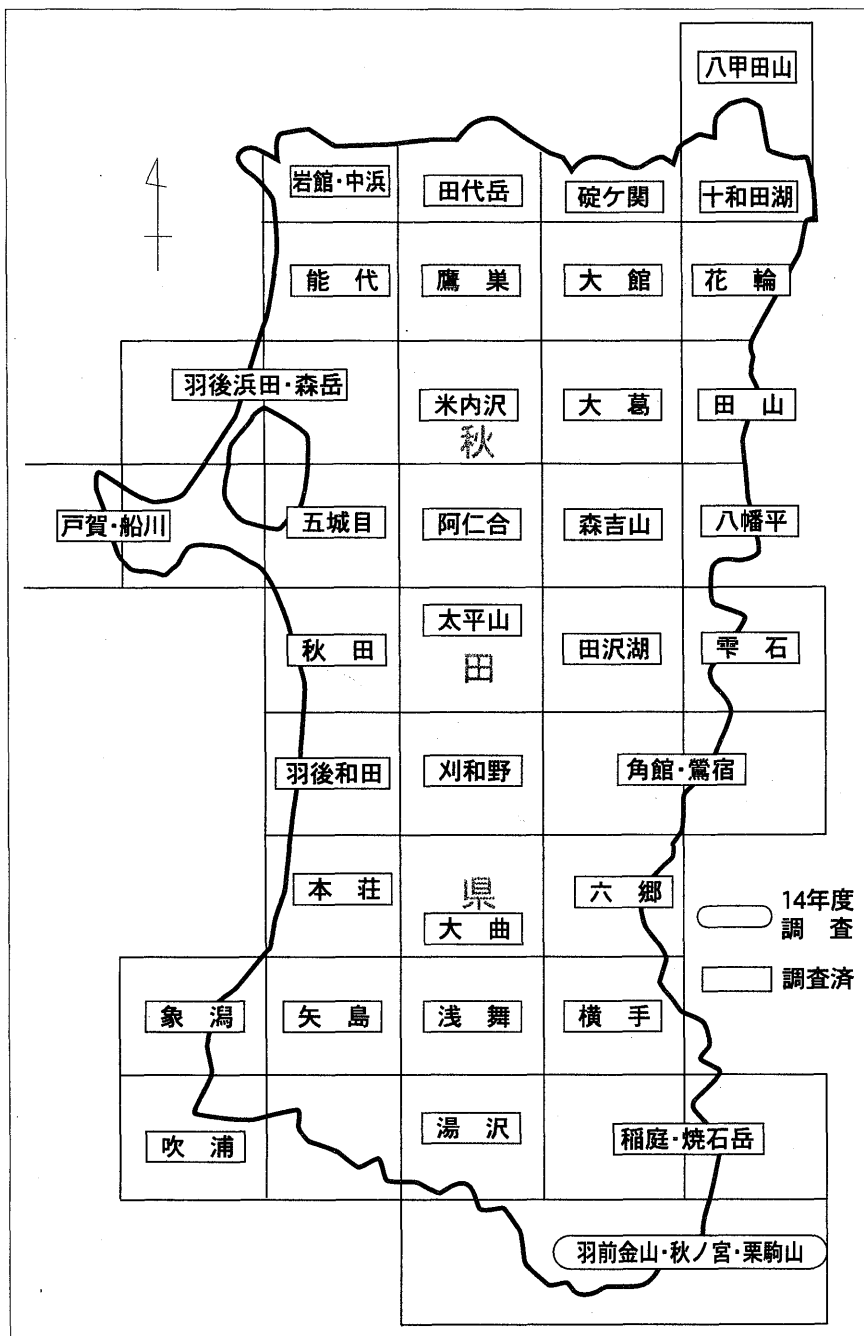 八甲田山
岩館・中浜
田代岳
碇ケ関
十和田湖
能代
鷹巣
大館
花輪
羽後浜田・森岳
米内沢
大葛
田山
秋
戸賀・船川
五城目
阿仁合
森吉山
八幡平
太平山
秋田
田沢湖
雫石
田
羽後和田
刈和野
角館・鶯宿
本荘
県
大曲
六郷
14年度
調査
調査済
象潟
矢島
浅舞
横手
吹浦
湯沢
稲庭・焼石岳
羽前金山・秋ノ宮・栗駒山